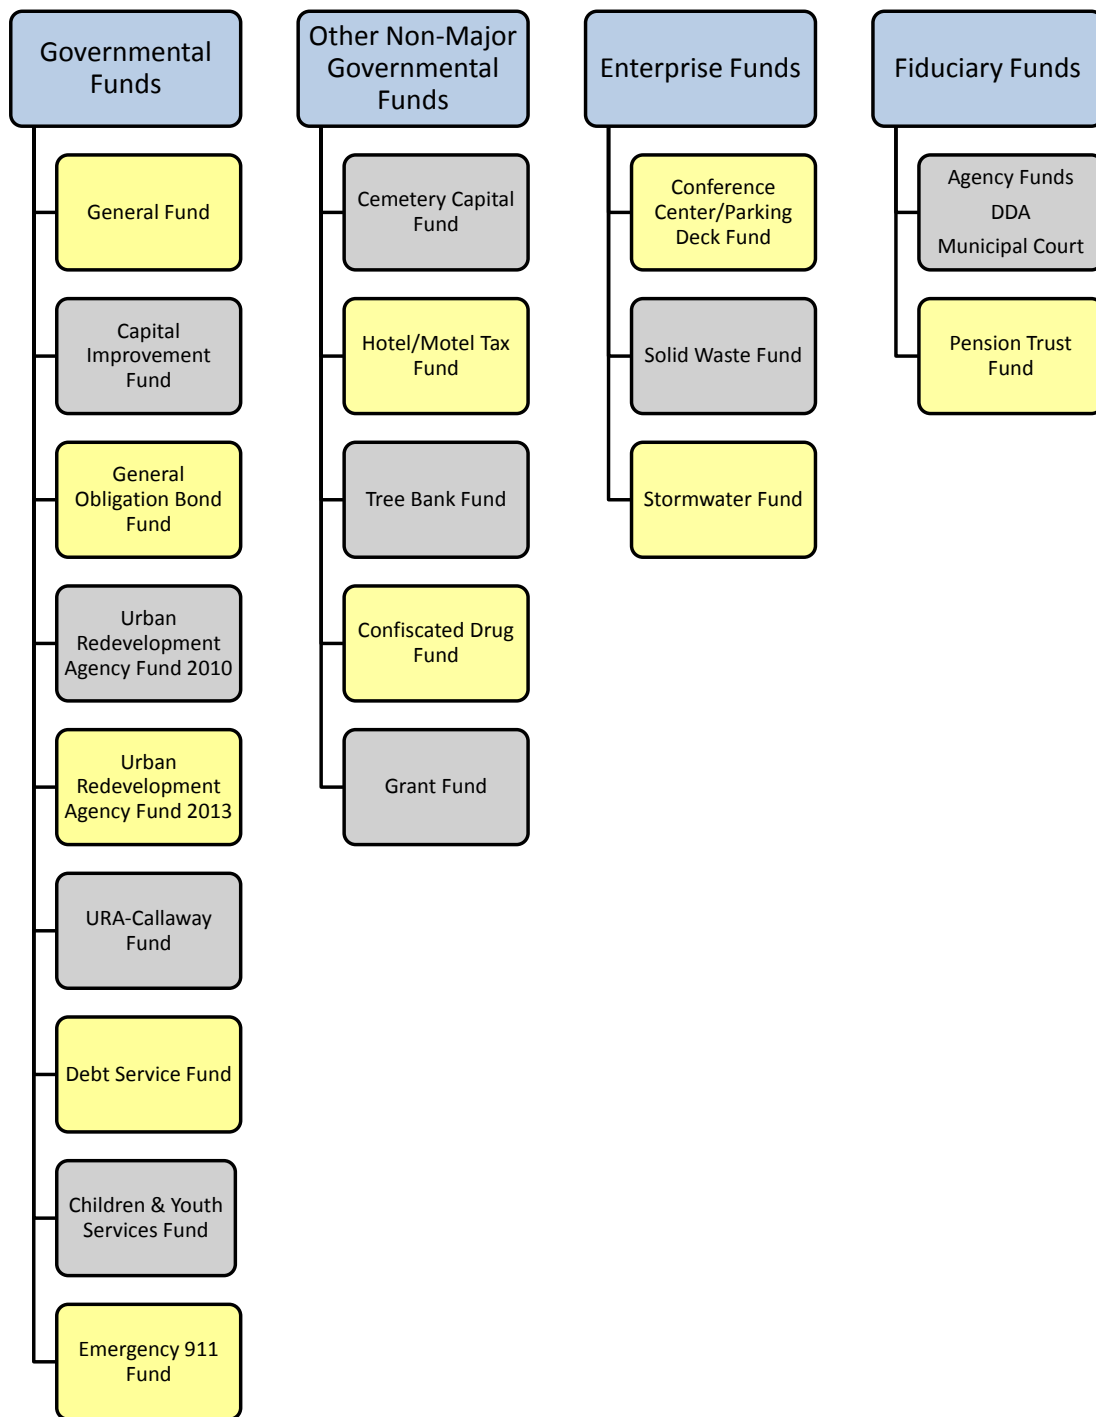 Governmental
Funds
General Fund
Capital
Improvement
Fund
General
Obligation Bond
Fund
Urban
Redevelopment
Agency Fund 2010
Urban
Redevelopment
Agency Fund 2013
URA-Callaway
Fund
Debt Service Fund
Children & Youth
Services Fund
Emergency 911
Fund
Other Non-Major
Governmental
Funds
Cemetery Capital
Fund
Hotel/Motel Tax
Fund
Tree Bank Fund
Confiscated Drug
Fund
Grant Fund
Enterprise Funds
Conference
Center/Parking
Deck Fund
Solid Waste Fund
Stormwater Fund
Fiduciary Funds
Agency Funds
DDA
Municipal Court
Pension Trust
Fund